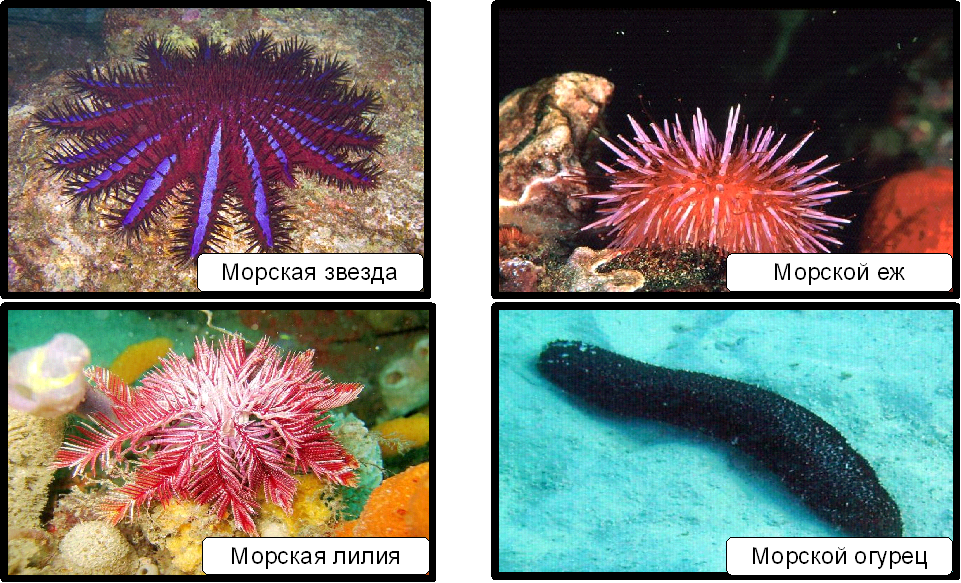 Морская звезда
Морской еж
Морская лилия
Морской огурец